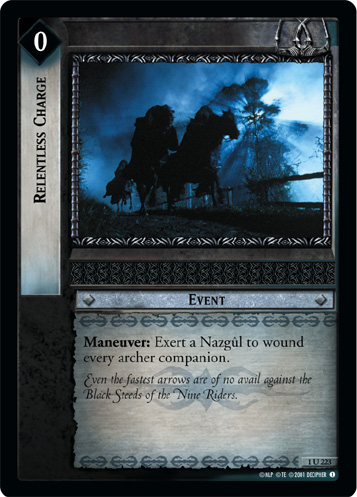 0
RELENTLESS CHARGE
EVENT
Maneuver: Exert a Nazgûl to wound
every archer companion.
Even the fastest arrows are of no avail against the
Black Steeds of the Nine Riders.
1 U 223
©NLP ©TE ©2001 DECIPHER